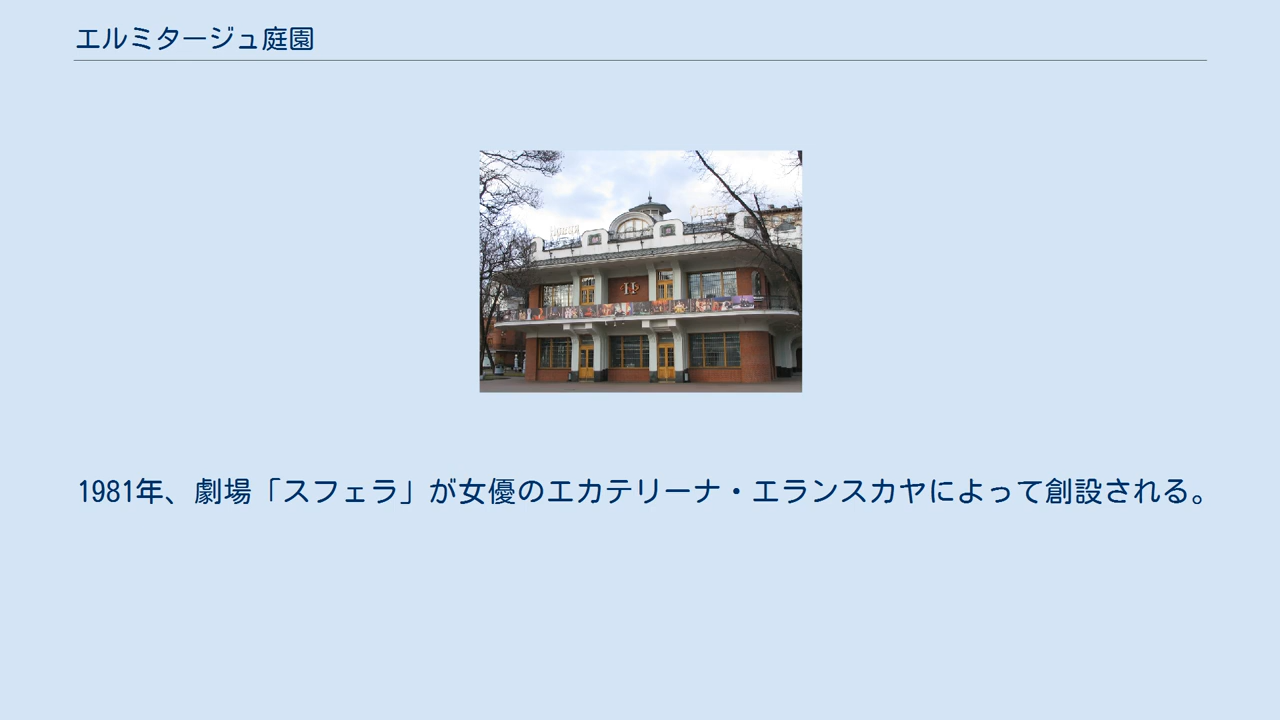 エルミタージュ庭園
1981年、劇場「スフェラ」が女優のエカテリーナ・エランスカヤによって創設される。